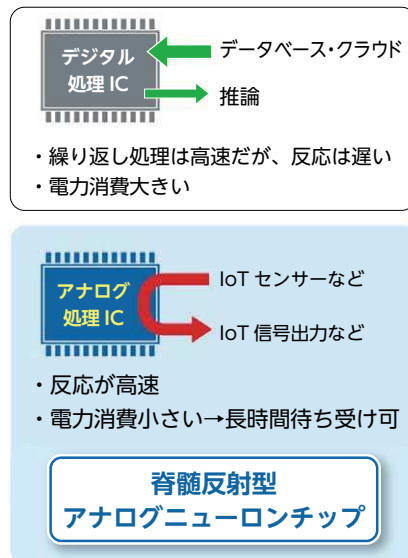 デジタル
処理 IC
データベース・クラウド
推論
・繰り返し処理は高速だが、反応は遅い
・電力消費大きい
アナログ
処理 IC
IoT センサーなど
IoT 信号出力など
・反応が高速
・電力消費小さい→長時間待ち受け可
脊髄反射型
アナログニューロンチップ